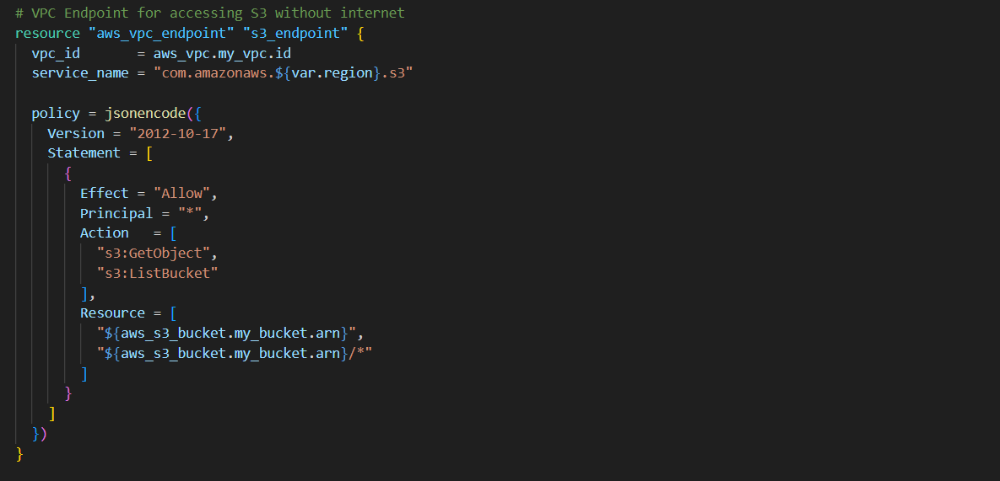 # VPC Endpoint for accessing S3 without internet
resource "aws_vpc_endpoint" "s3_endpoint" {
  vpc_id       = aws_vpc.my_vpc.id
  service_name = "com.amazonaws.${var.region}.s3"

  policy = jsonencode({
    Version = "2012-10-17",
    Statement = [
      {
        Effect = "Allow",
        Principal = "*",
        Action   = [
          "s3:GetObject",
          "s3:ListBucket"
        ],
        Resource = [
          "${aws_s3_bucket.my_bucket.arn}",
          "${aws_s3_bucket.my_bucket.arn}/*"
        ]
      }
    ]
  })
}